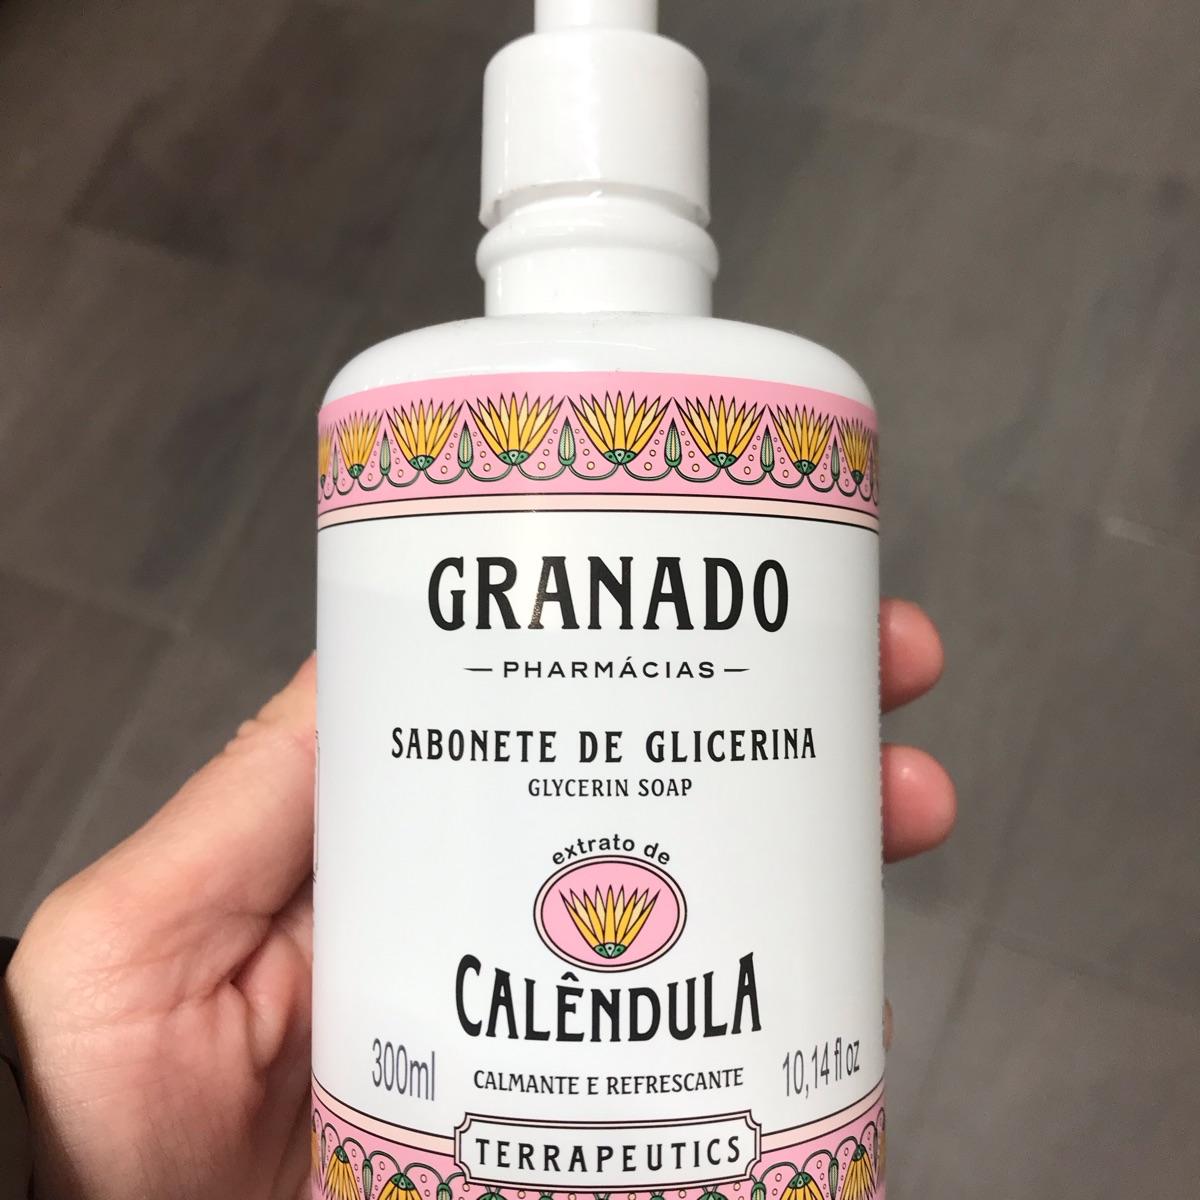 GRANADO
PHARMÁCIAS
SABONETE DE GLICERINA
GLYCERIN SOAP
extrato de
CALÊNDULA
300ml
CALMANTE E REFRESCANTE
10,14 fl oz
TERRAPEUTICS